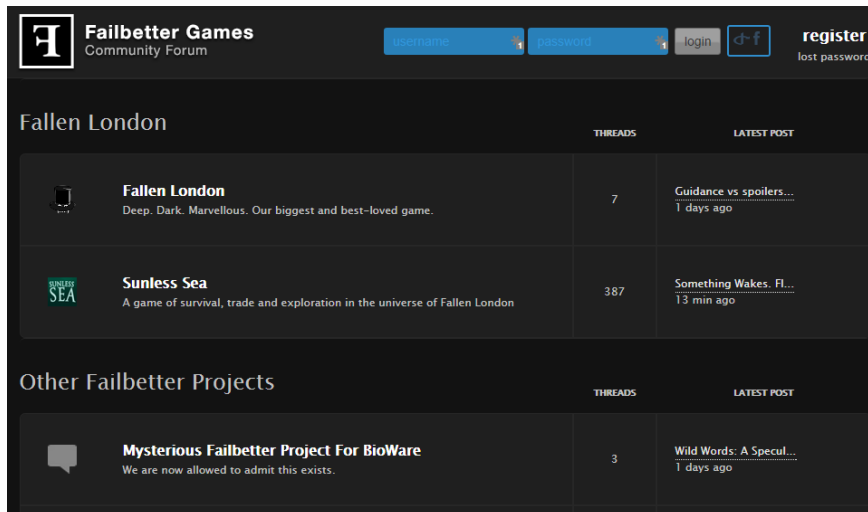 Failbetter Games
Community Forum
username
password
login
register
lost password
Fallen London
THREADS
LATEST POST
Fallen London
Deep. Dark. Marvellous. Our biggest and best-loved game.
7
Guidance vs spoilers...
1 days ago
SUNLESS
SEA
Sunless Sea
A game of survival, trade and exploration in the universe of Fallen London
387
Something Wakes. Fl...
13 min ago
Other Failbetter Projects
THREADS
LATEST POST
Mysterious Failbetter Project For BioWare
We are now allowed to admit this exists.
3
Wild Words: A Specul...
1 days ago